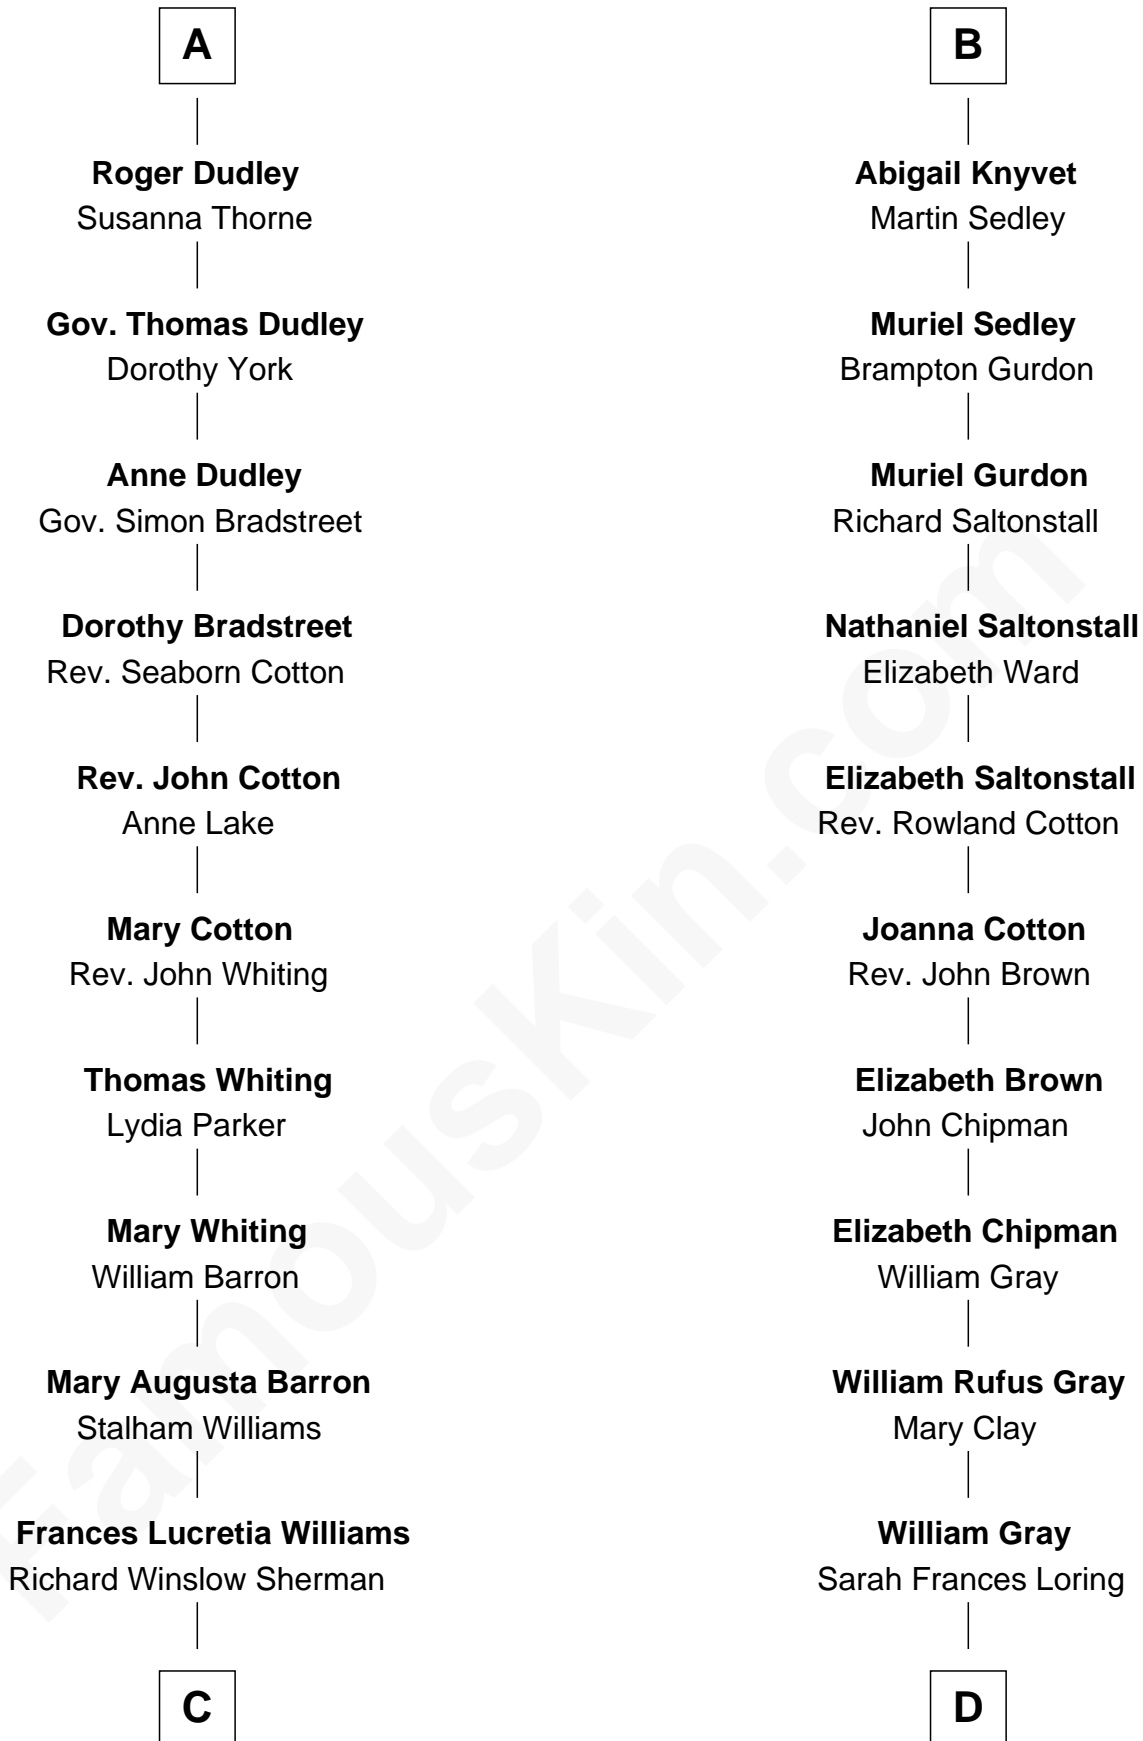 A
Roger Dudley
Susanna Thorne
Gov. Thomas Dudley
Dorothy York
Anne Dudley
Gov. Simon Bradstreet
Dorothy Bradstreet
Rev. Seaborn Cotton
Rev. John Cotton
Anne Lake
Mary Cotton
Rev. John Whiting
Thomas Whiting
Lydia Parker
Mary Whiting
William Barron
Mary Augusta Barron
Stalham Williams
Frances Lucretia Williams
Richard Winslow Sherman
C
B
Abigail Knyvet
Martin Sedley
Muriel Sedley
Brampton Gurdon
Muriel Gurdon
Richard Saltonstall
Nathaniel Saltonstall
Elizabeth Ward
Elizabeth Saltonstall
Rev. Rowland Cotton
Joanna Cotton
Rev. John Brown
Elizabeth Brown
John Chipman
Elizabeth Chipman
William Gray
William Rufus Gray
Mary Clay
William Gray
Sarah Frances Loring
D
FamousKin.com